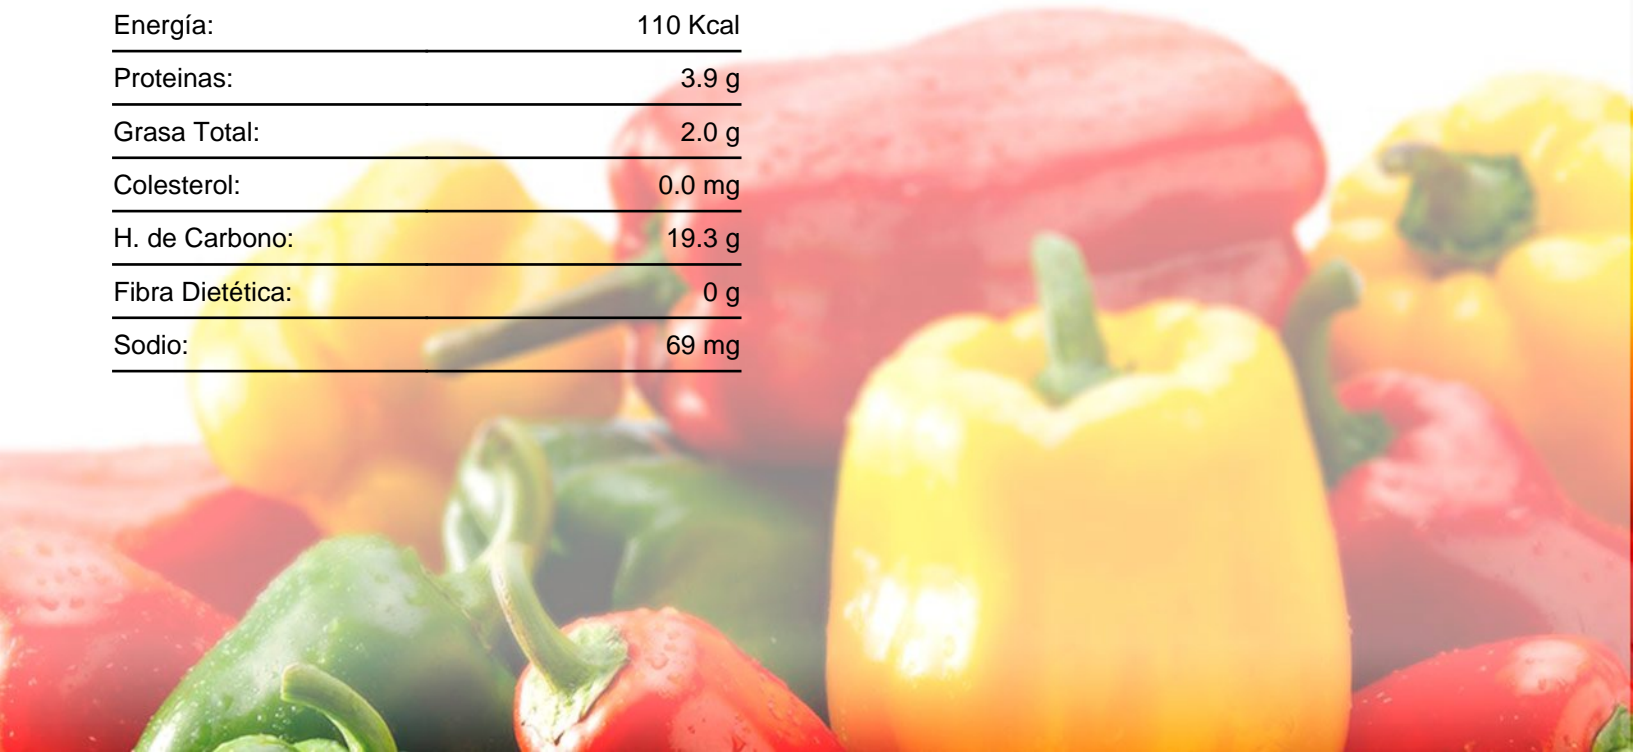 Energía: 110 Kcal
Proteinas: 3.9 g
Grasa Total: 2.0 g
Colesterol: 0.0 mg
H. de Carbono: 19.3 g
Fibra Dietética: 0 g
Sodio: 69 mg